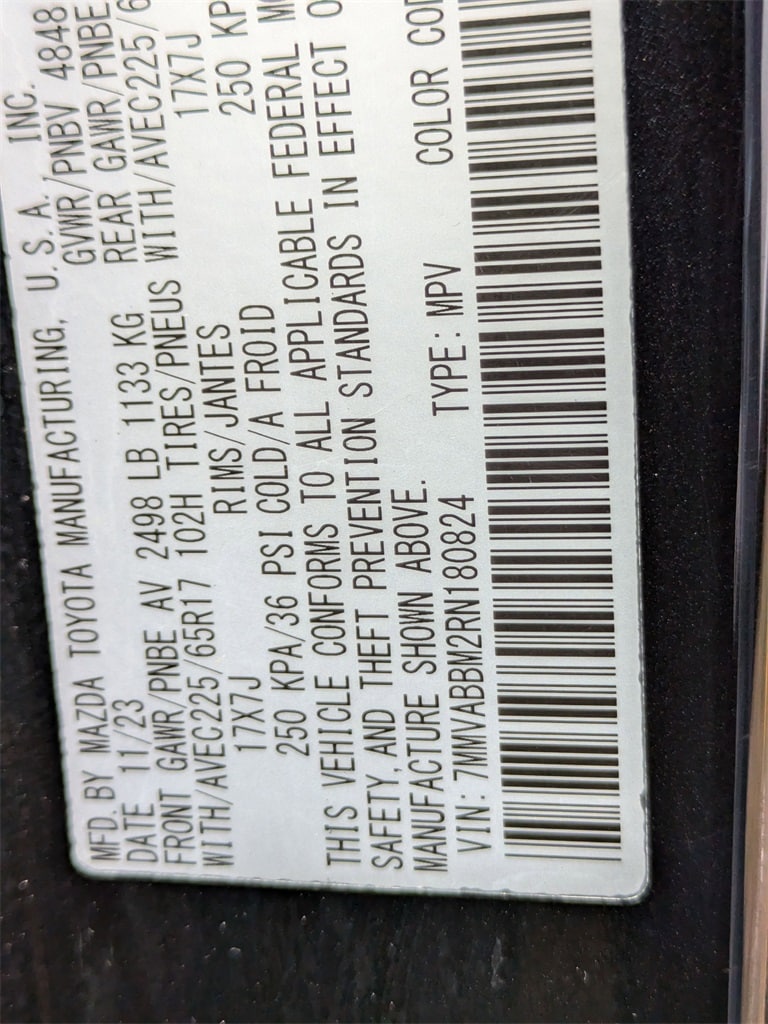 MFD. BY MAZDA TOYOTA MANUFACTURING, U.S.A., INC.
DATE 11/23 GVWR/PNBV 4848
FRONT GAWR/PNBE AV 2498 LB 1133 KG REAR GAWR/PNBE
WITH/AVEC225/65R17 102H TIRES/PNEUS WITH/AVEC225/6
17X7J RIMS/JANTES 17X7J
250 KPA/36 PSI COLD/A FROID 250 KP
THIS VEHICLE CONFORMS TO ALL APPLICABLE FEDERAL MO
SAFETY,AND THEFT PREVENTION STANDARDS IN EFFECT O
MANUFACTURE SHOWN ABOVE.
VIN:7MMVABBM2RN180824 TYPE:MPV COLOR COD